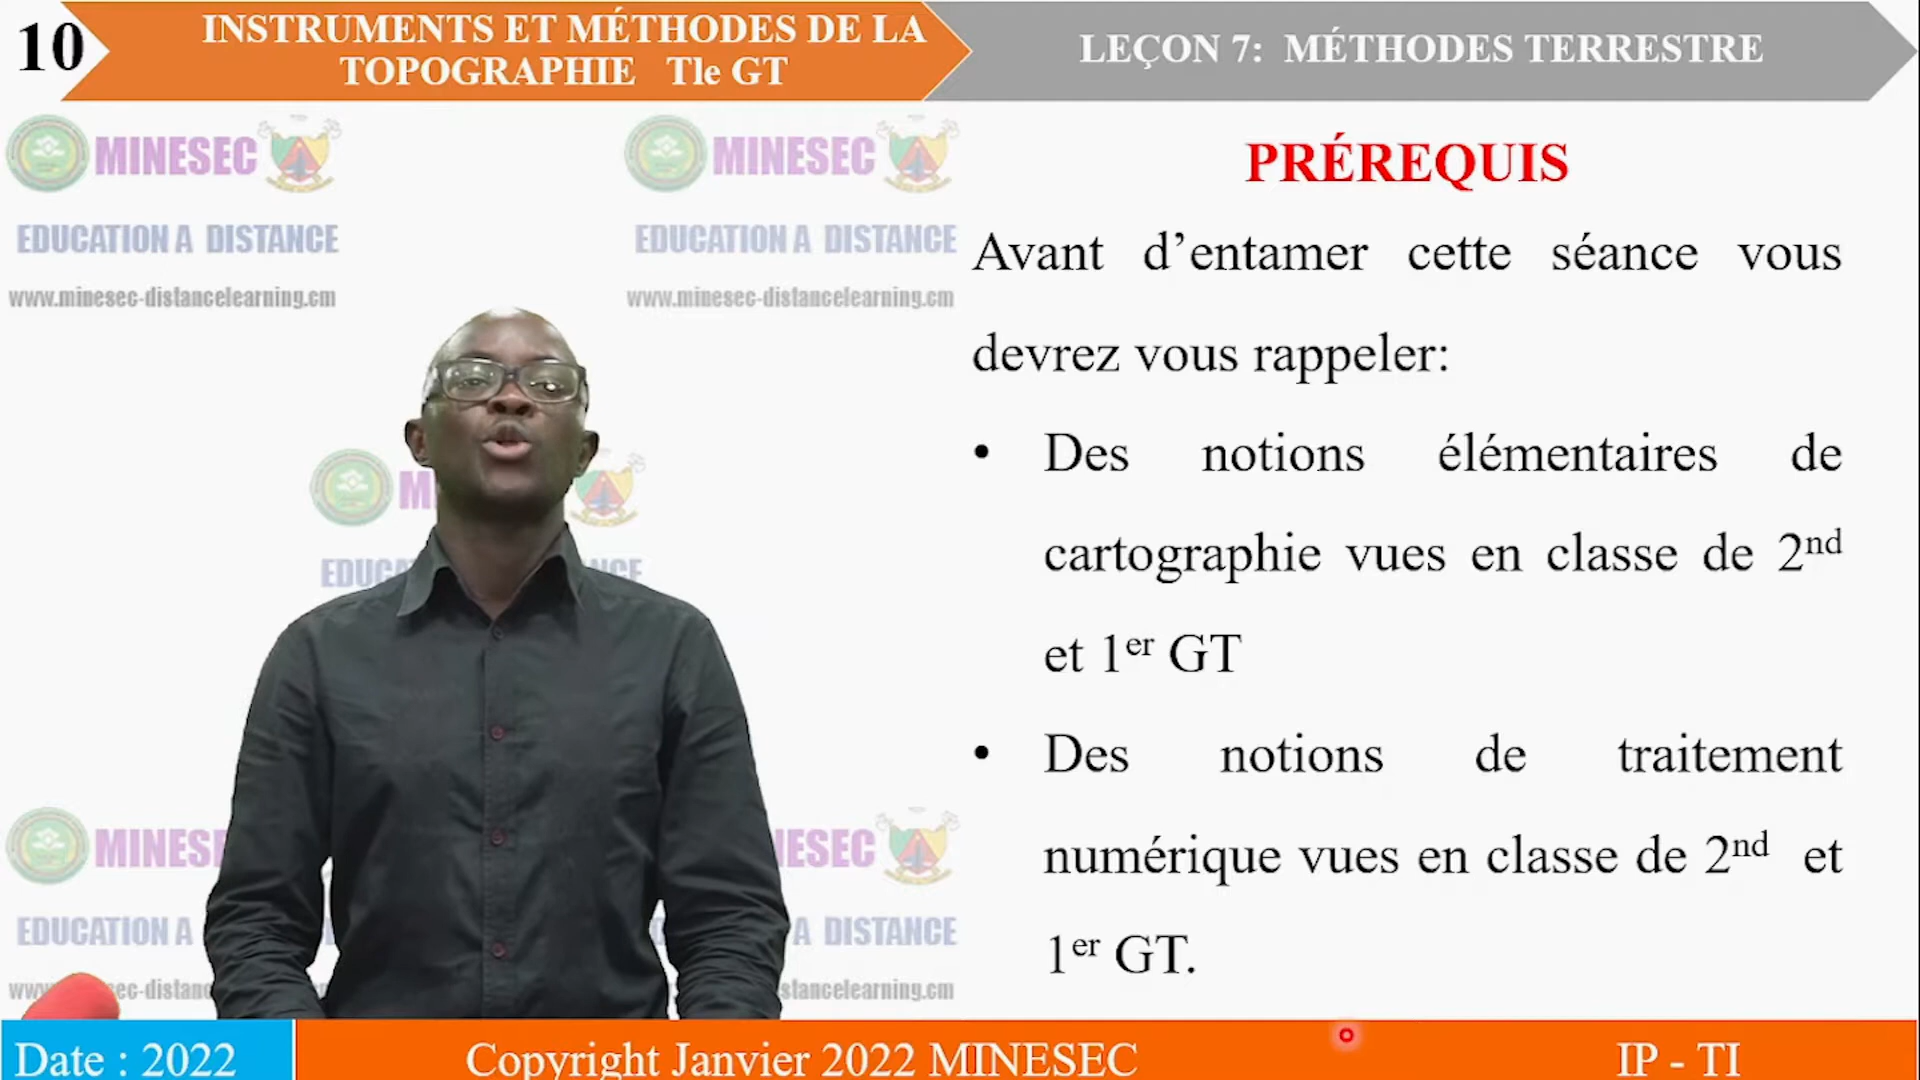 10
INSTRUMENTS ET MÉTHODES DE LA
TOPOGRAPHIE Tle GT
LEÇON 7: MÉTHODES TERRESTRE
MINESEC
EDUCATION A DISTANCE
www.minesec-distancelearning.cm
MINESEC
EDUCATION A DISTANCE
www.minesec-distancelearning.cm
PRÉREQUIS
Avant d’entamer cette séance vous
devrez vous rappeler:
• Des notions élémentaires de
cartographie vues en classe de 2nd
et 1er GT
• Des notions de traitement
numérique vues en classe de 2nd et
1er GT.
Date : 2022
Copyright Janvier 2022 MINESEC
IP - TI